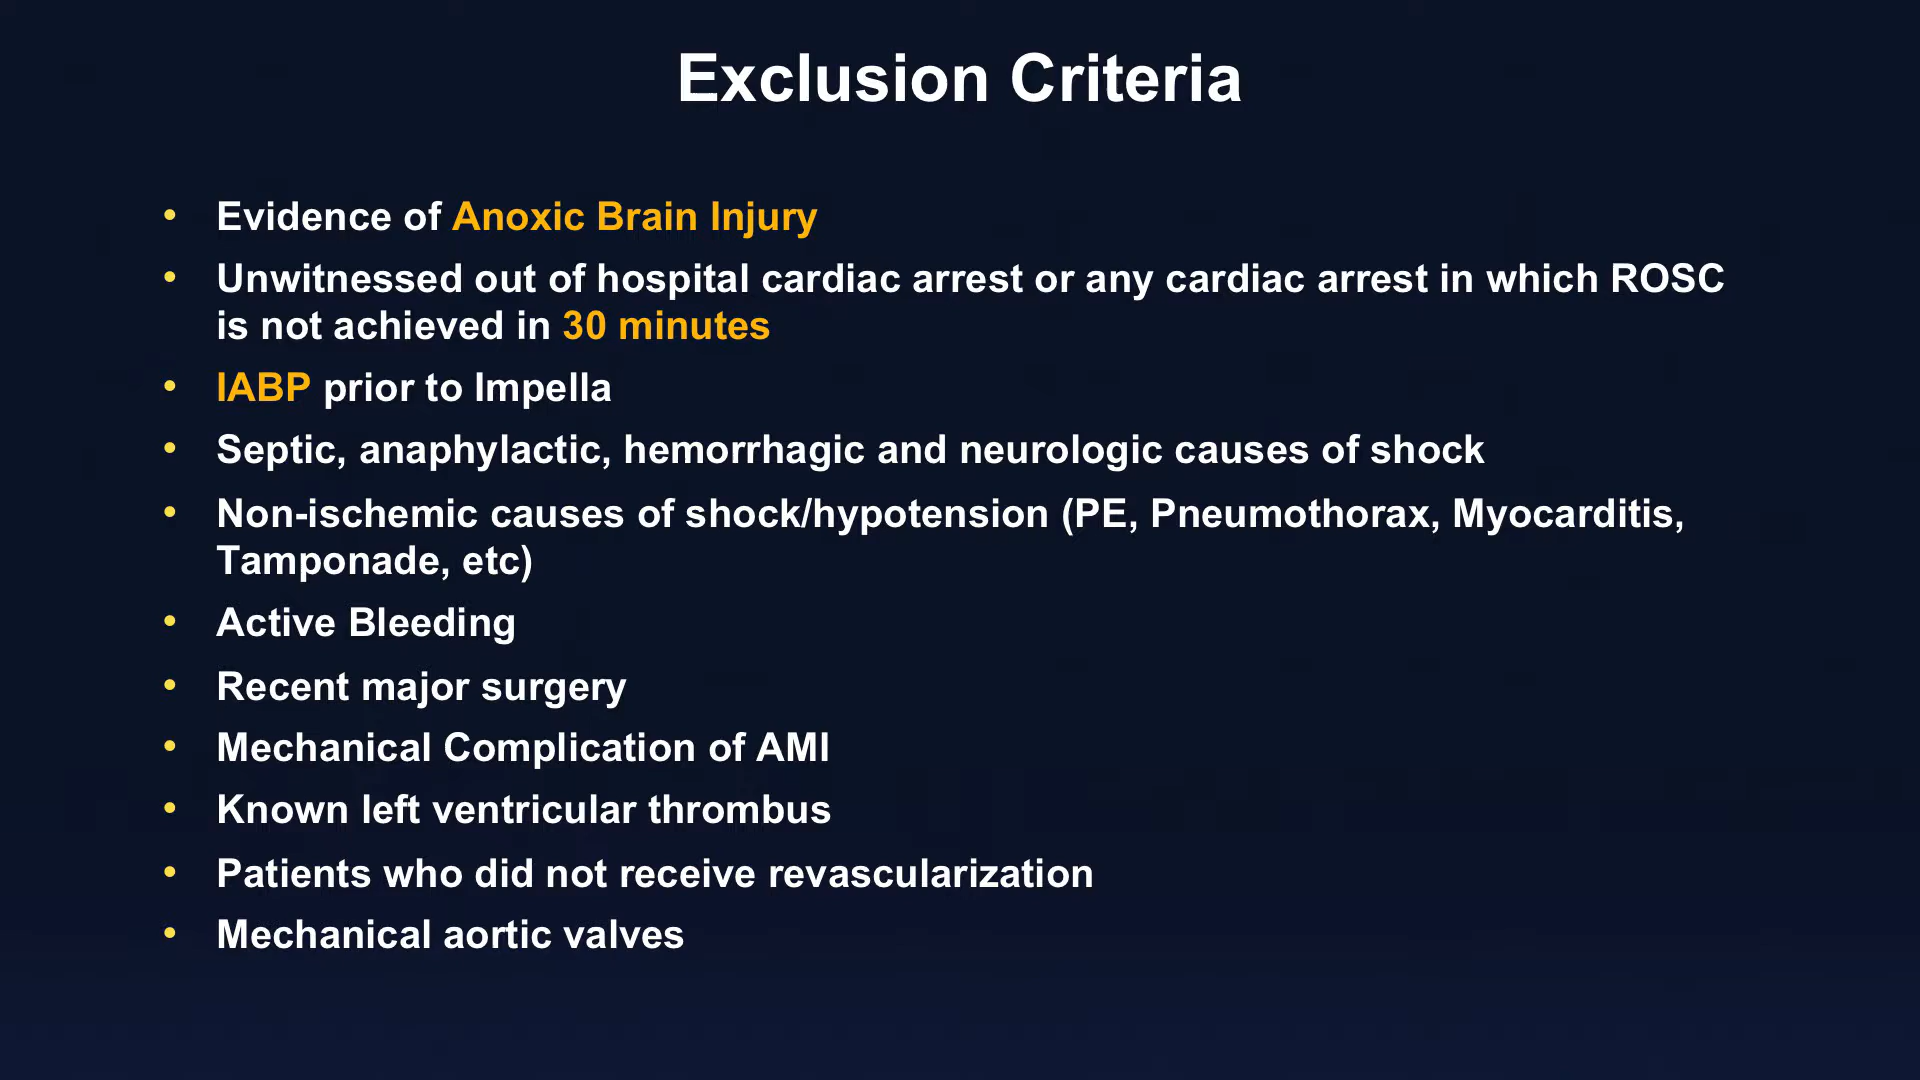 Exclusion Criteria
• Evidence of Anoxic Brain Injury
• Unwitnessed out of hospital cardiac arrest or any cardiac arrest in which ROSC
is not achieved in 30 minutes
• IABP prior to Impella
• Septic, anaphylactic, hemorrhagic and neurologic causes of shock
• Non-ischemic causes of shock/hypotension (PE, Pneumothorax, Myocarditis,
Tamponade, etc)
• Active Bleeding
• Recent major surgery
• Mechanical Complication of AMI
• Known left ventricular thrombus
• Patients who did not receive revascularization
• Mechanical aortic valves